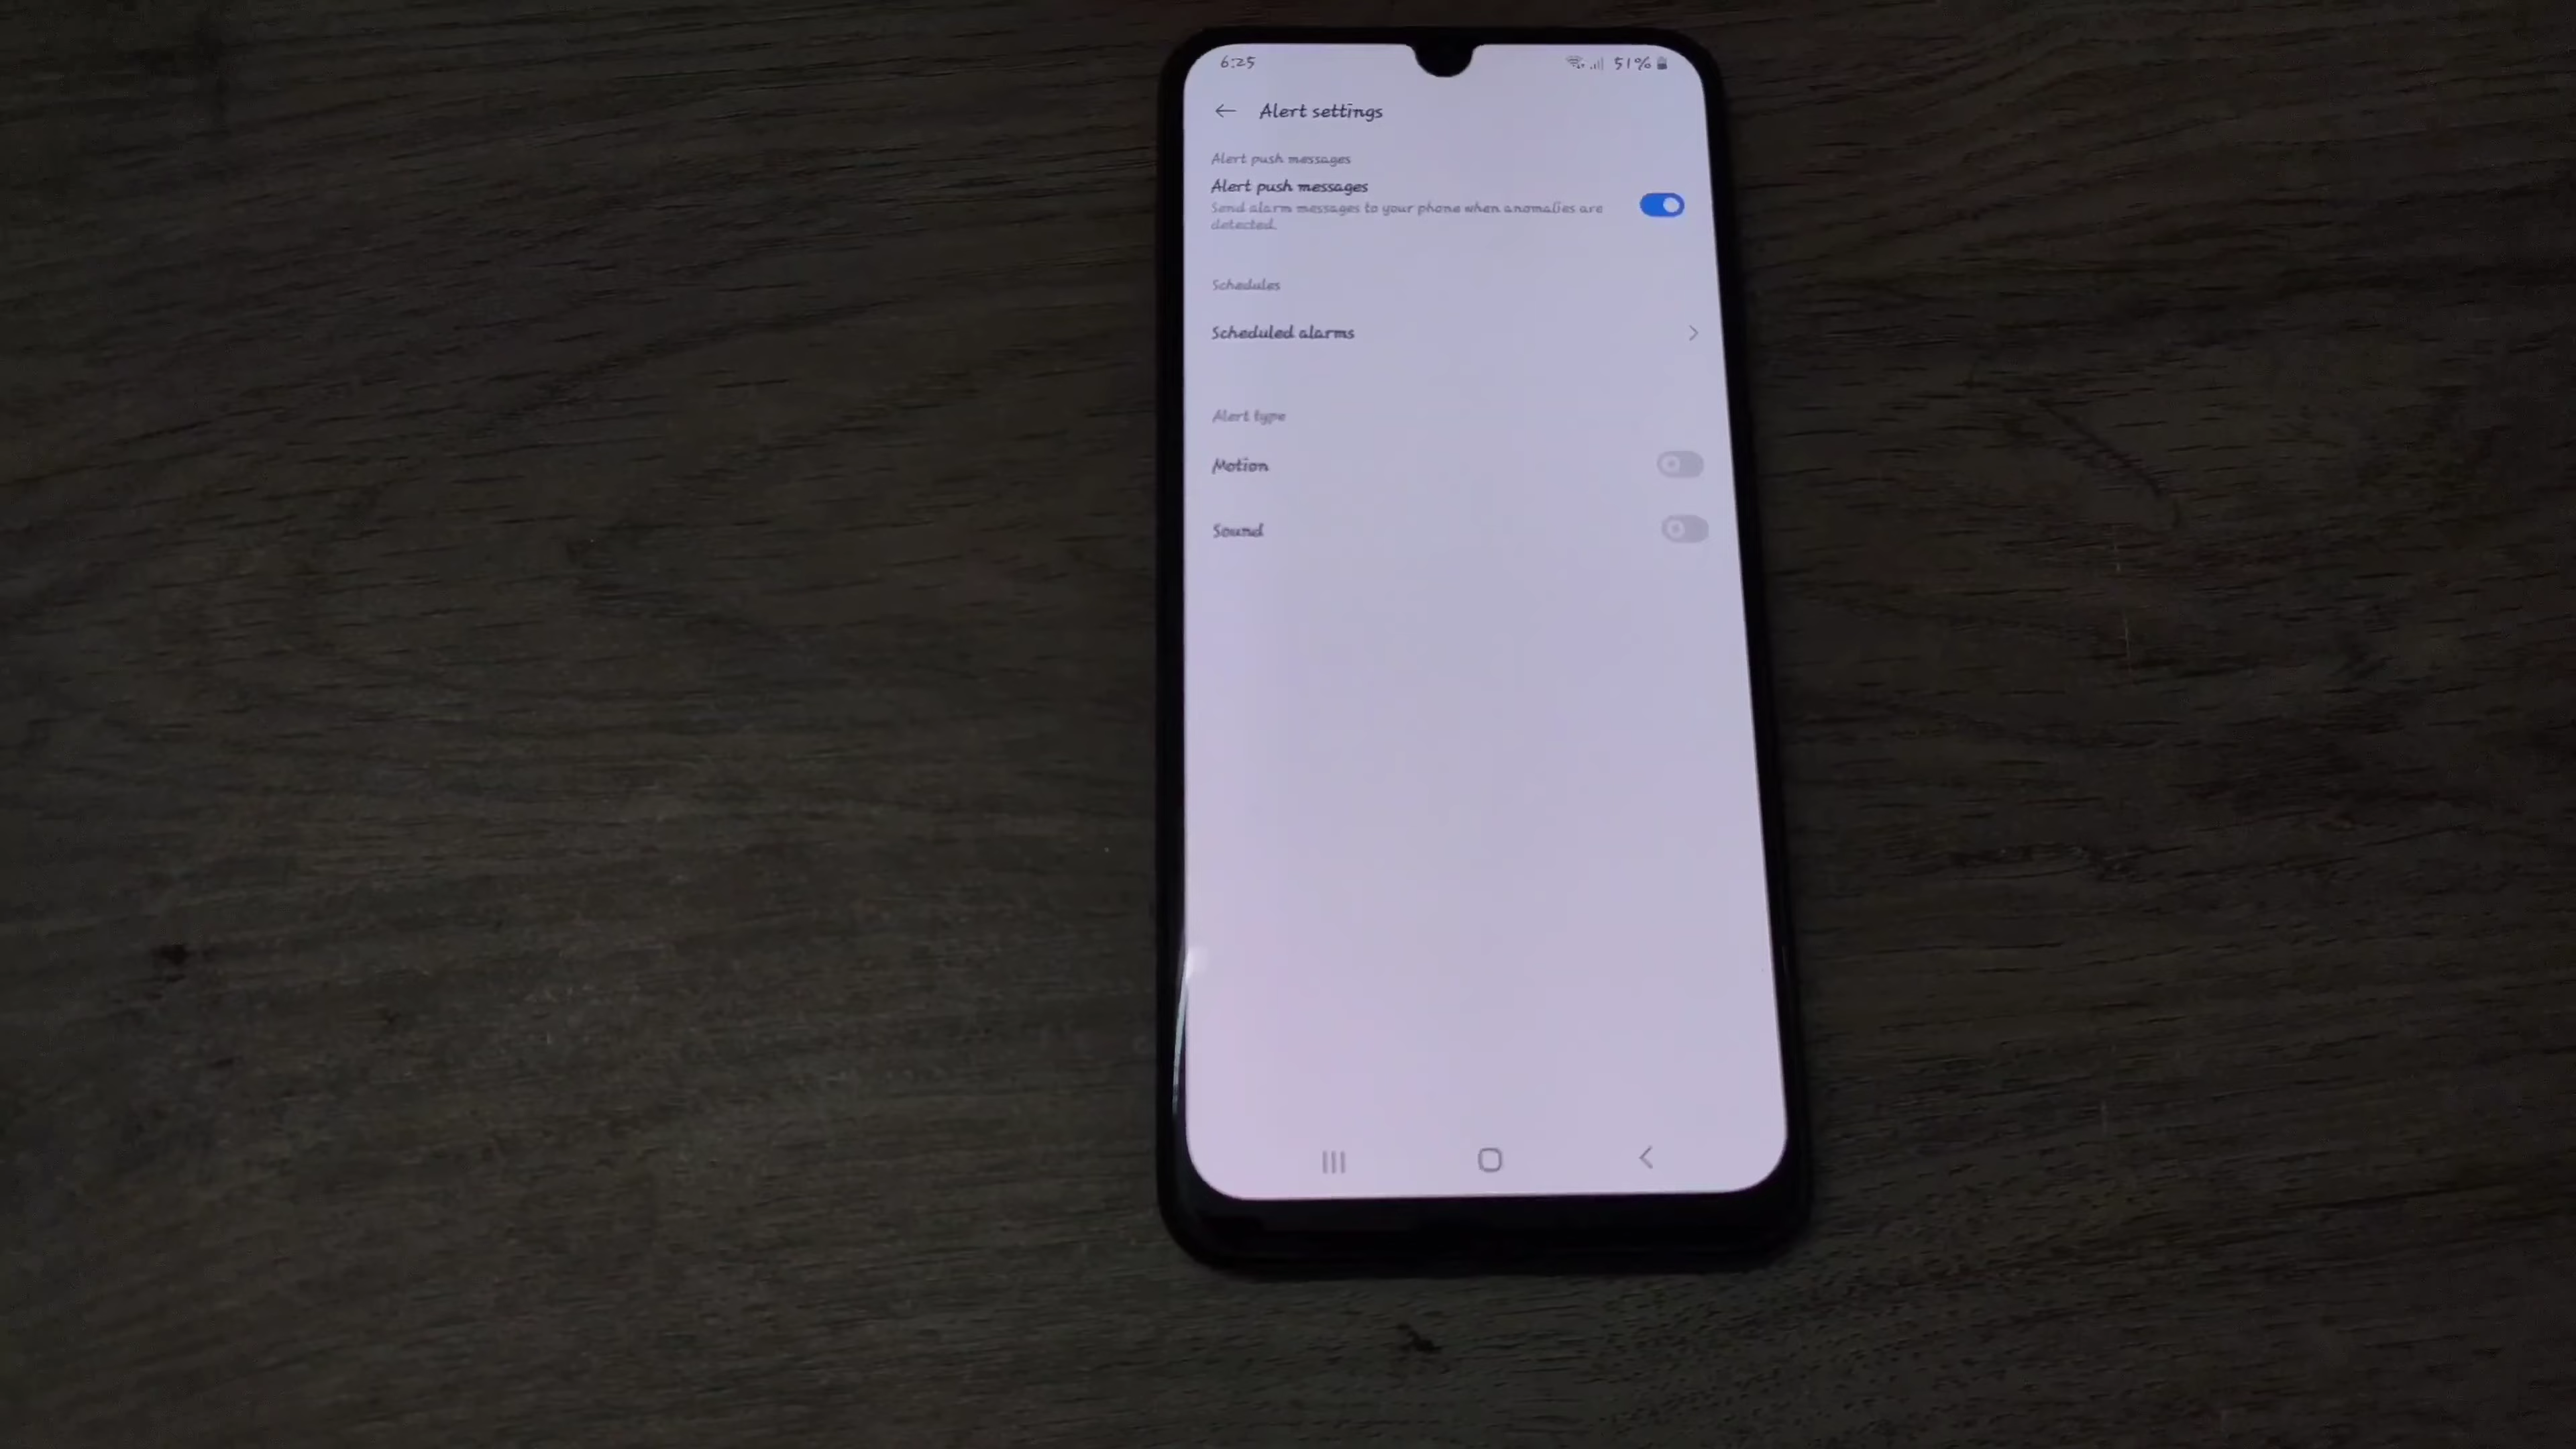 6:25
51%
Alert settings
Alert push messages
Alert push messages
Send alarm messages to your phone when anomalies are
detected.
Schedules
Scheduled alarms
Alert type
Motion
Sound